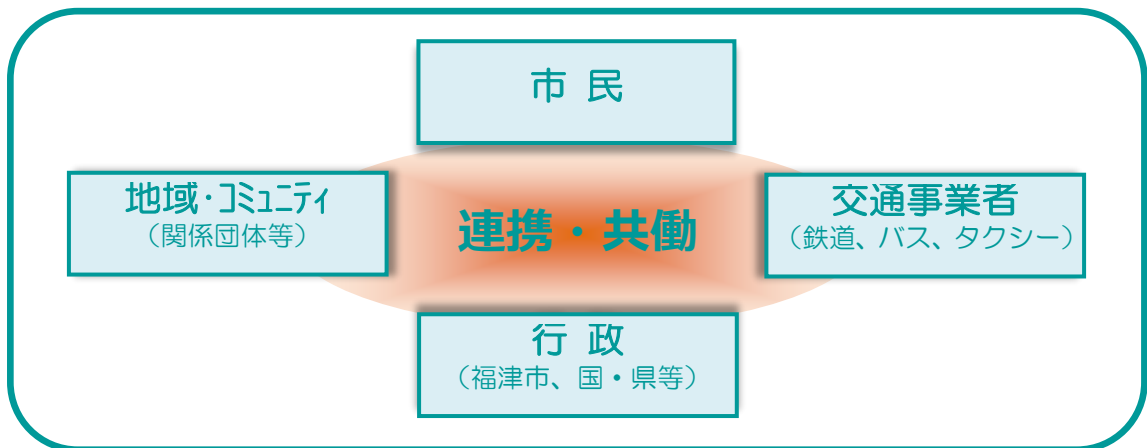 市 民
地域・コミュニティ
（関係団体等）
連携・共働
交通事業者
（鉄道、バス、タクシー）
行 政
（福津市、国・県等）